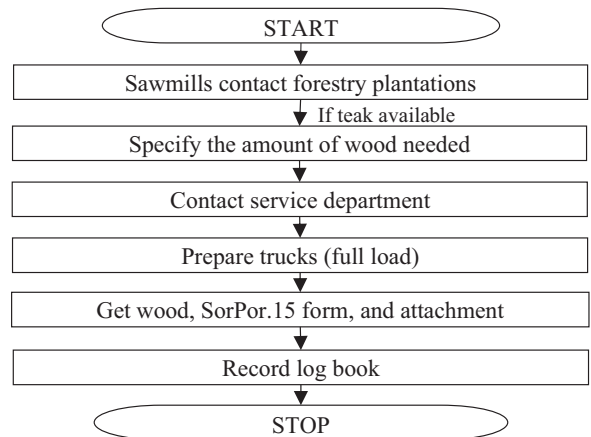 START
Sawmills contact forestry plantations
If teak available
Specify the amount of wood needed
Contact service department
Prepare trucks (full load)
Get wood, SorPor.15 form, and attachment
Record log book
STOP